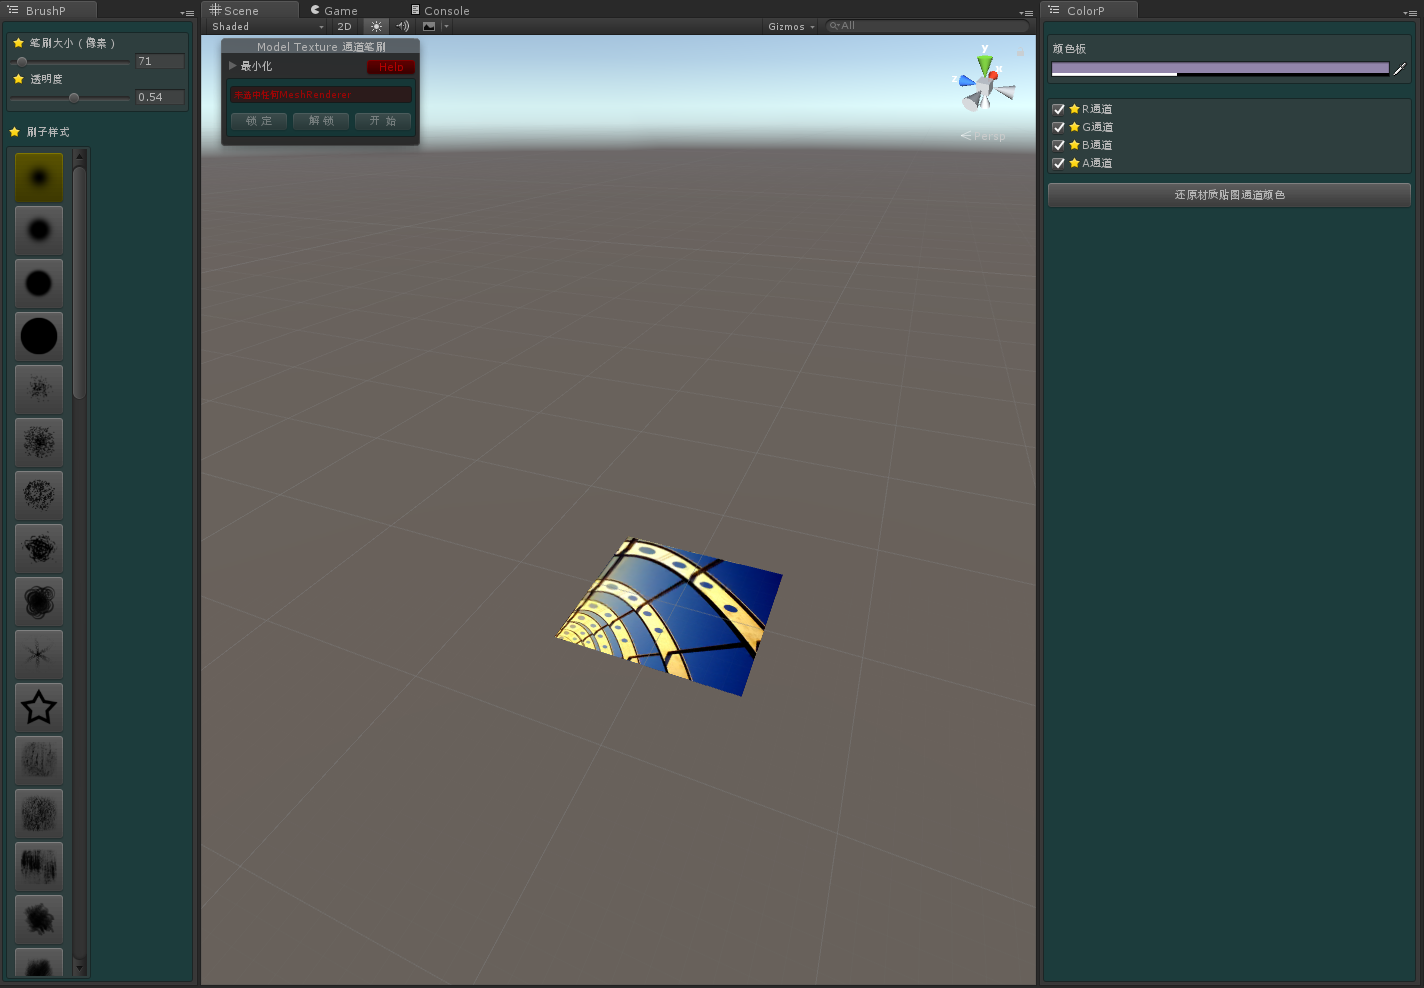 BrushP
笔刷大小（像素）
71
透明度
0.54
刷子样式
Scene
Game
Console
Shaded
2D
Gizmos
All
Model Texture 通道笔刷
最小化
Help
未选中任何MeshRenderer
锁 定
解 锁
开 始
y
x
z
Persp
ColorP
颜色板
R通道
G通道
B通道
A通道
还原材质贴图通道颜色